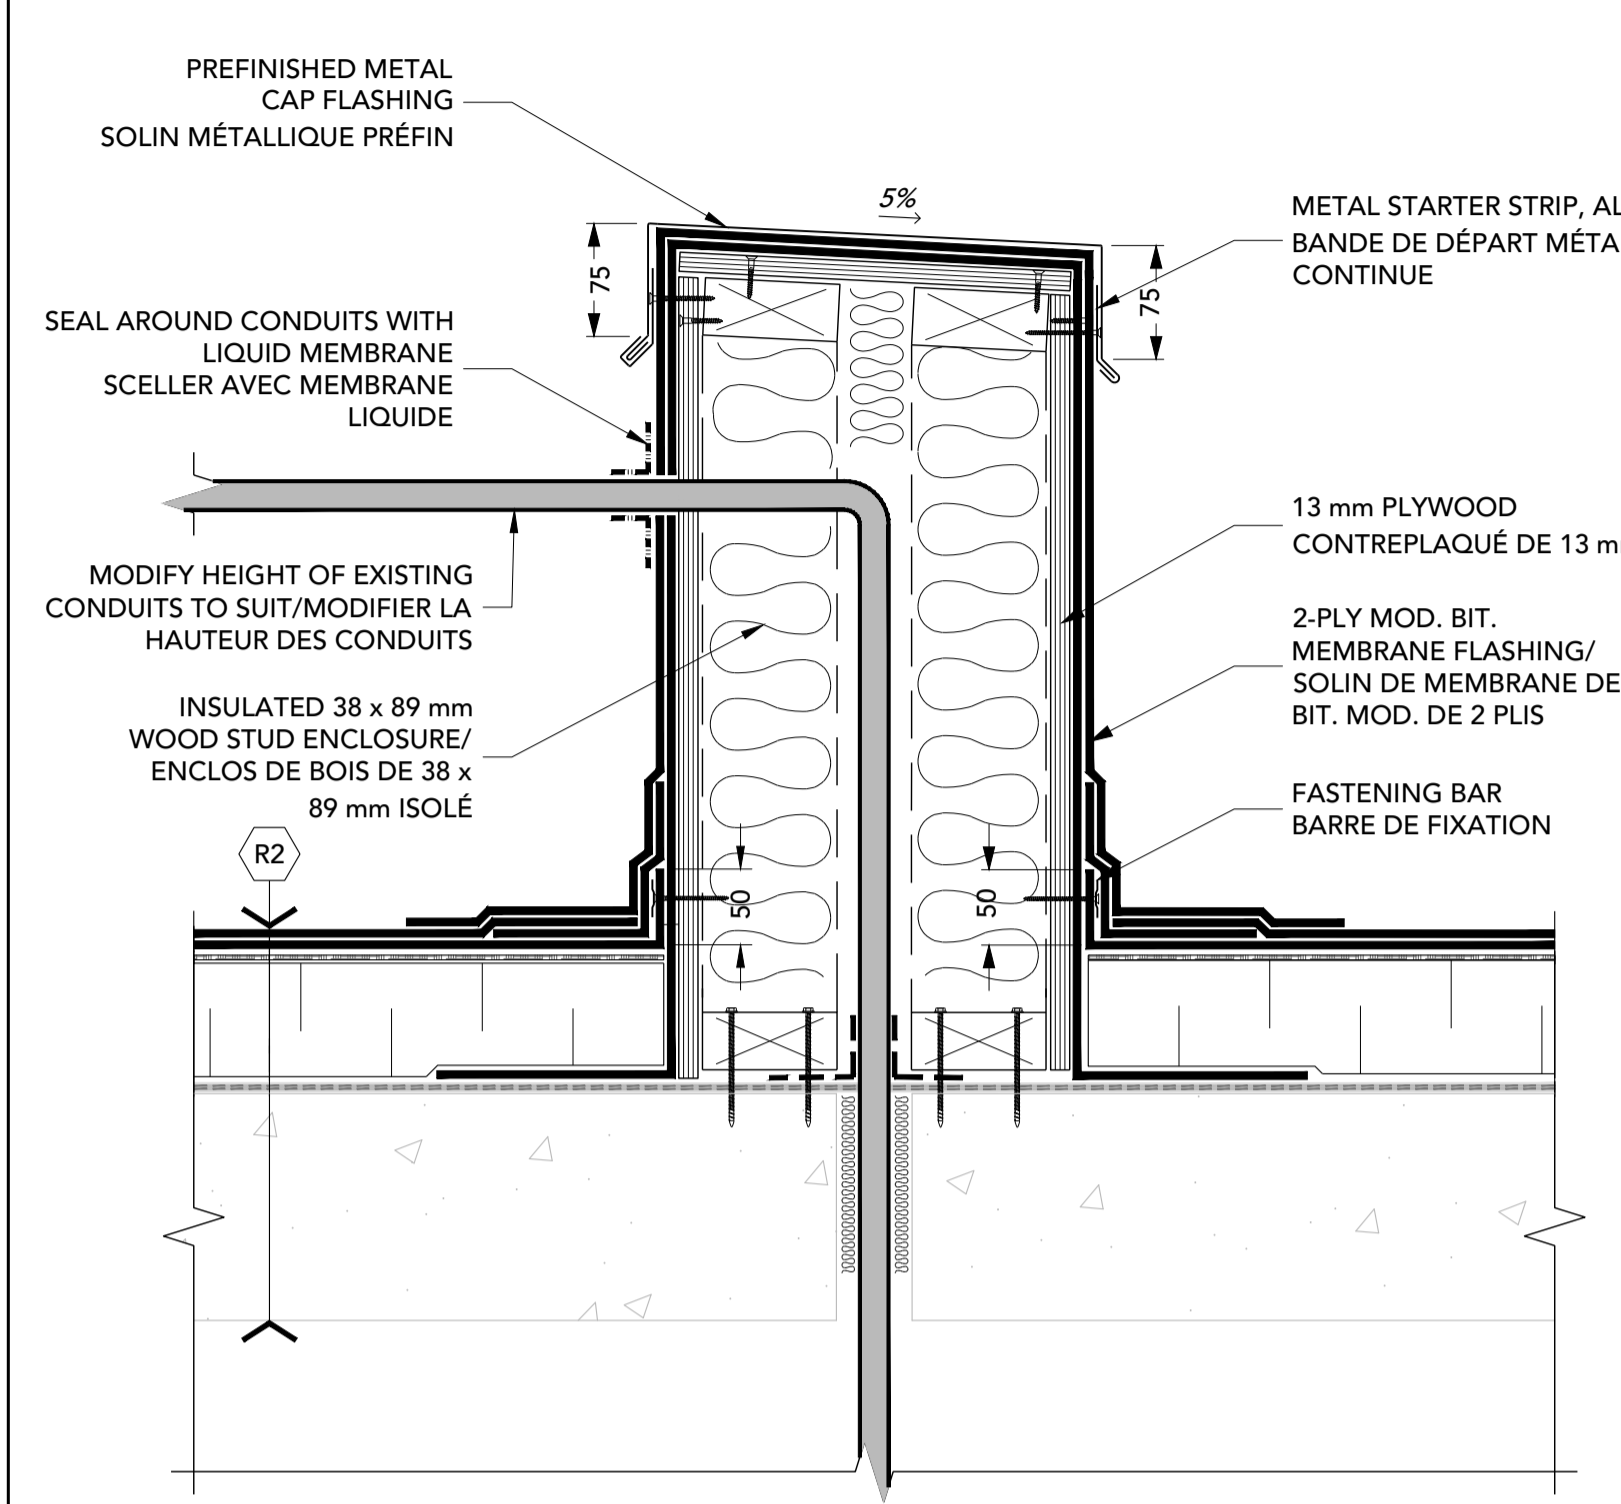 PREFINISHED METAL
CAP FLASHING
SOLIN MÉTALLIQUE PRÉFIN
5%
METAL STARTER STRIP, AL
BANDE DE DÉPART MÉTA
CONTINUE
75
75
SEAL AROUND CONDUITS WITH
LIQUID MEMBRANE
SCELLER AVEC MEMBRANE
LIQUIDE
13 mm PLYWOOD
CONTREPLAQUÉ DE 13 m
MODIFY HEIGHT OF EXISTING
CONDUITS TO SUIT/MODIFIER LA
HAUTEUR DES CONDUITS
2-PLY MOD. BIT.
MEMBRANE FLASHING/
SOLIN DE MEMBRANE DE
BIT. MOD. DE 2 PLIS
INSULATED 38 x 89 mm
WOOD STUD ENCLOSURE/
ENCLOS DE BOIS DE 38 x
89 mm ISOLÉ
FASTENING BAR
BARRE DE FIXATION
R2
50
50